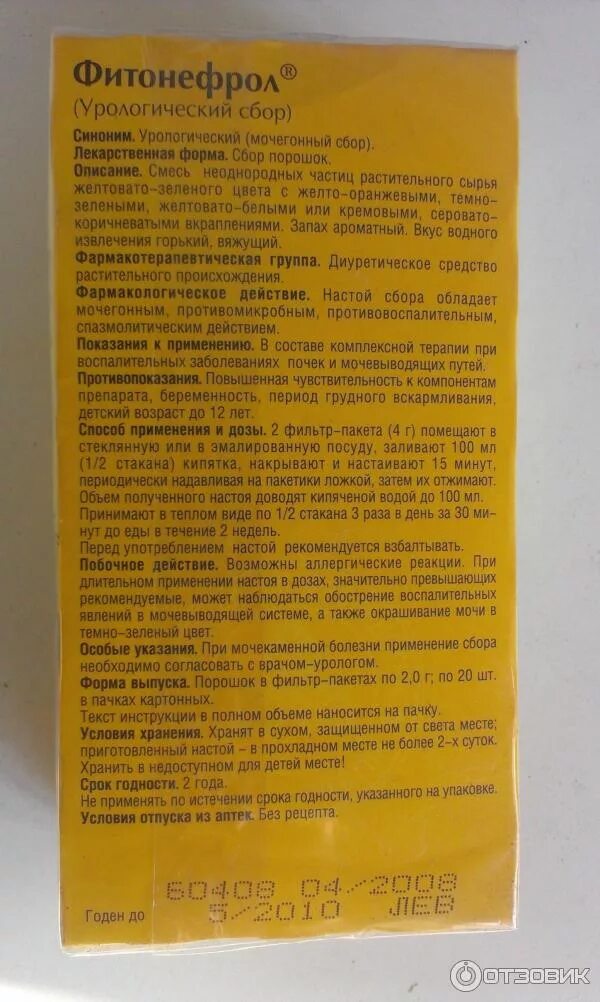 Фитонефрол®
(Урологический сбор)
Синоним. Урологический (мочегонный сбор).
Лекарственная форма. Сбор порошок.
Описание. Смесь неоднородных частиц растительного сырья
желтовато-зеленого цвета с желто-оранжевыми, темно-
зелеными, желтовато-белыми или кремовыми, серовато-
коричневатыми вкраплениями. Запах ароматный. Вкус водного
извлечения горький, вяжущий.
Фармакотерапевтическая группа. Диуретическое средство
растительного происхождения.
Фармакологическое действие. Настой сбора обладает
мочегонным, противомикробным, противовоспалительным,
спазмолитическим действием.
Показания к применению. В составе комплексной терапии при
воспалительных заболеваниях почек и мочевыводящих путей.
Противопоказания. Повышенная чувствительность к компонентам
препарата, беременность, период грудного вскармливания,
детский возраст до 12 лет.
Способ применения и дозы. 2 фильтр-пакета (4 г) помещают в
стеклянную или в эмалированную посуду, заливают 100 мл
(1/2 стакана) кипятка, накрывают и настаивают 15 минут,
периодически надавливая на пакетики ложкой, затем их отжимают.
Объем полученного настоя доводят кипяченой водой до 100 мл.
Принимают в теплом виде по 1/2 стакана 3 раза в день за 30 ми-
нут до еды в течение 2 недель.
Перед употреблением настой рекомендуется взбалтывать.
Побочное действие. Возможны аллергические реакции. При
длительном применении настоя в дозах, значительно превышающих
рекомендуемые, может наблюдаться обострение воспалительных
явлений в мочевыводящей системе, а также окрашивание мочи в
темно-зеленый цвет.
Особые указания. При мочекаменной болезни применение сбора
необходимо согласовать с врачом-урологом.
Форма выпуска. Порошок в фильтр-пакетах по 2,0 г; по 20 шт.
в пачках картонных.
Текст инструкции в полном объеме наносится на пачку.
Условия хранения. Хранят в сухом, защищенном от света месте;
приготовленный настой – в прохладном месте не более 2-х суток.
Хранить в недоступном для детей месте!
Срок годности. 2 года.
Не применять по истечении срока годности, указанного на упаковке.
Условия отпуска из аптек. Без рецепта.
60408 04/2008
Годен до 5/2010 ЛЕВ
ОТЗОВИК